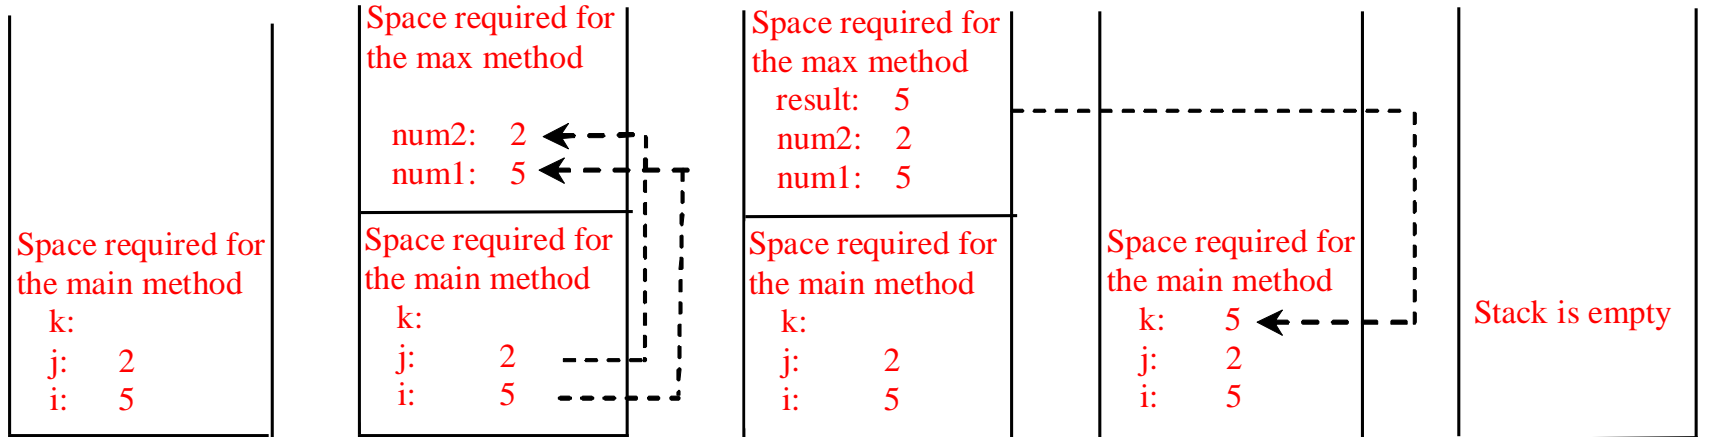 Space required for
the main method
k:
j: 2
i: 5
Space required for
the max method
num2: 2
num1: 5
Space required for
the main method
k:
j: 2
i: 5
Space required for
the max method
result: 5
num2: 2
num1: 5
Space required for
the main method
k:
j: 2
i: 5
Space required for
the main method
k: 5
j: 2
i: 5
Stack is empty